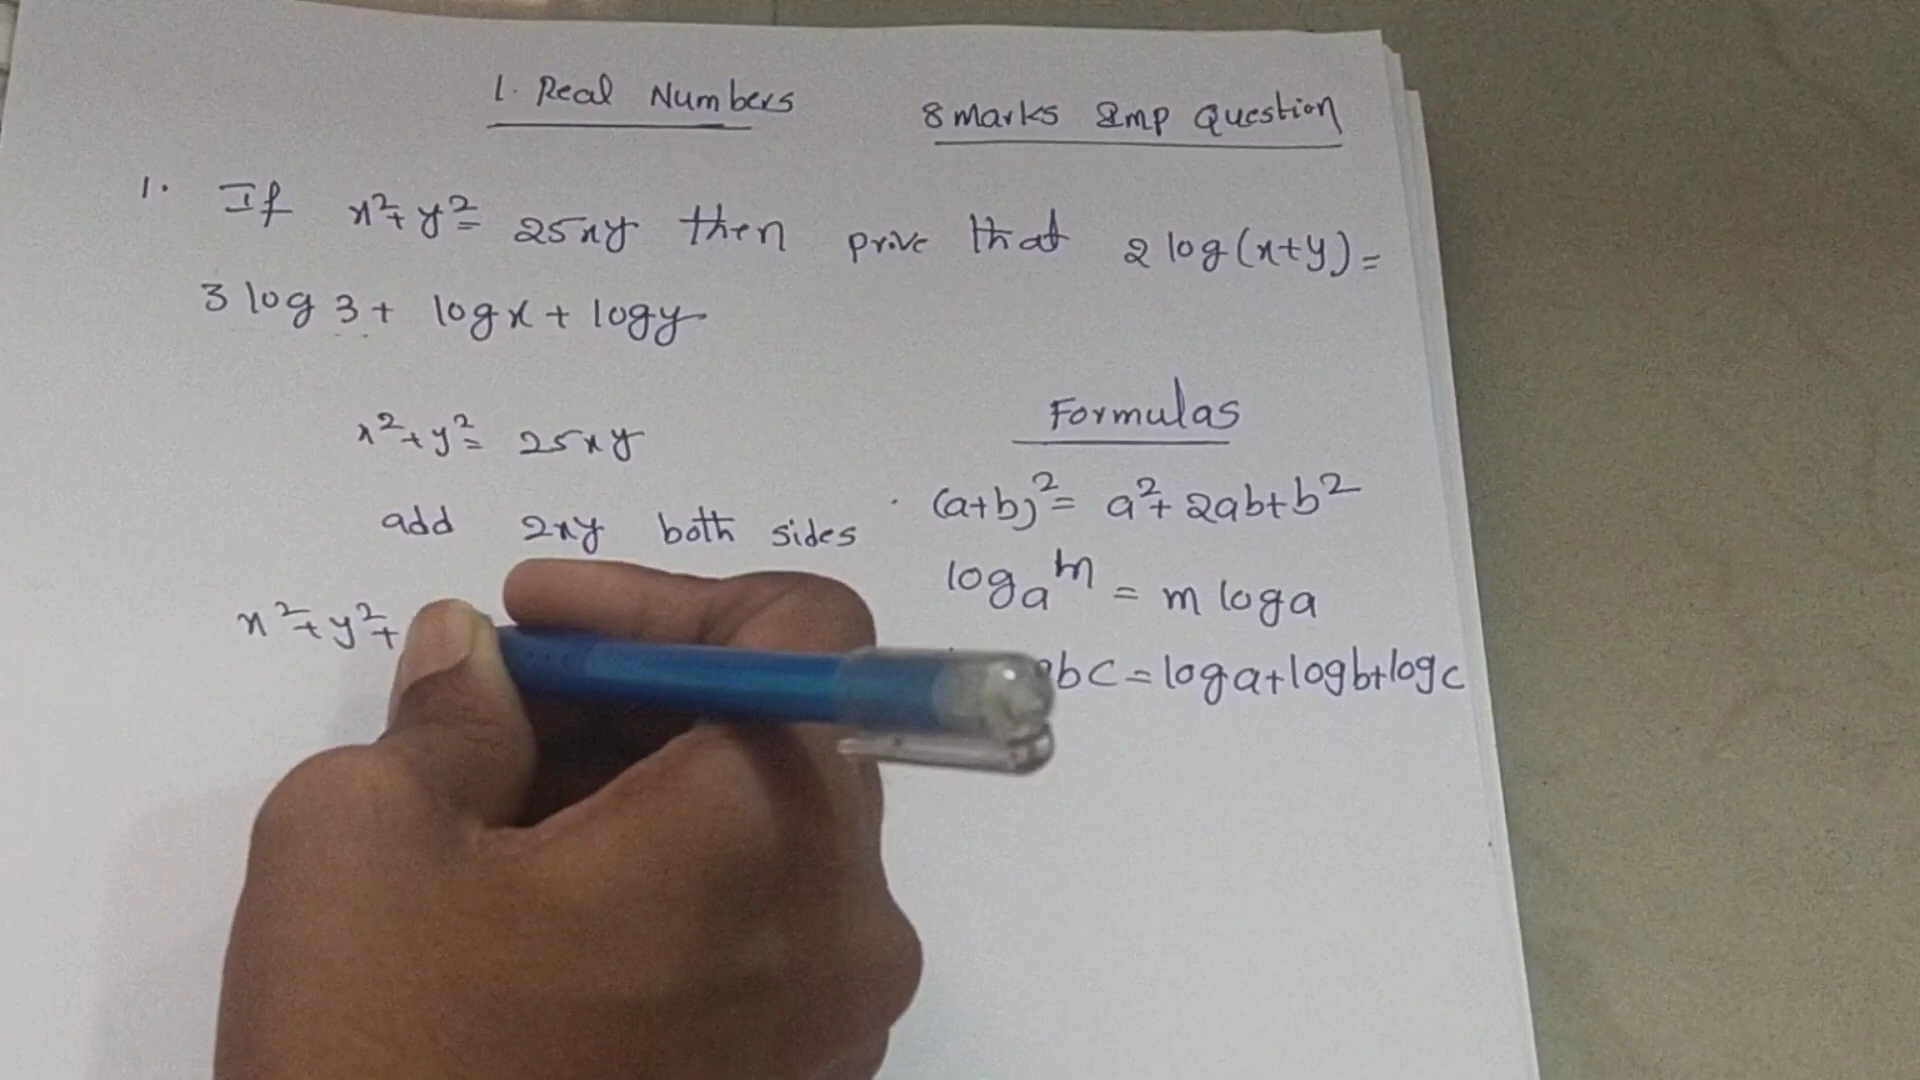 1. Real Numbers
8 Marks Imp Question
1. If x²+y²= 25xy then prove that 2 log(x+y)=
3 log 3 + log x + log y
x²+y²= 25xy
add 2xy both sides
x²+y²+
Formulas
(a+b)²= a²+2ab+b²
log a^m = m log a
bc = log a + log b + log c